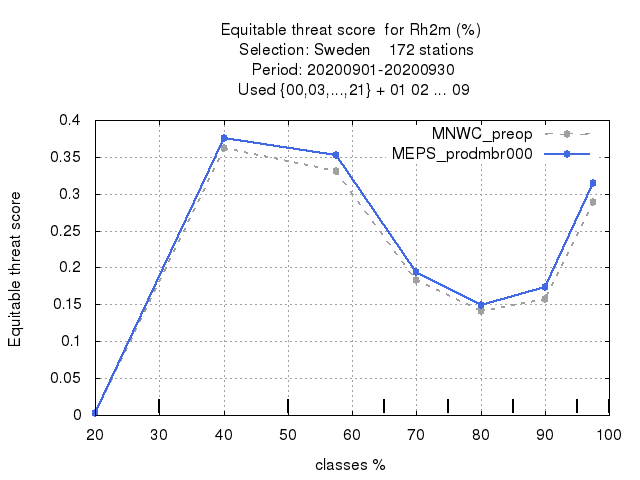 Equitable threat score for Rh2m (%)
Selection: Sweden 172 stations
Period: 20200901-20200930
Used {00,03,...,21} + 01 02 ... 09
MNWC_preop
MEPS_prodmbr000
Equitable threat score
0.4
0.35
0.3
0.25
0.2
0.15
0.1
0.05
0
20 30 40 50 60 70 80 90 100
classes %